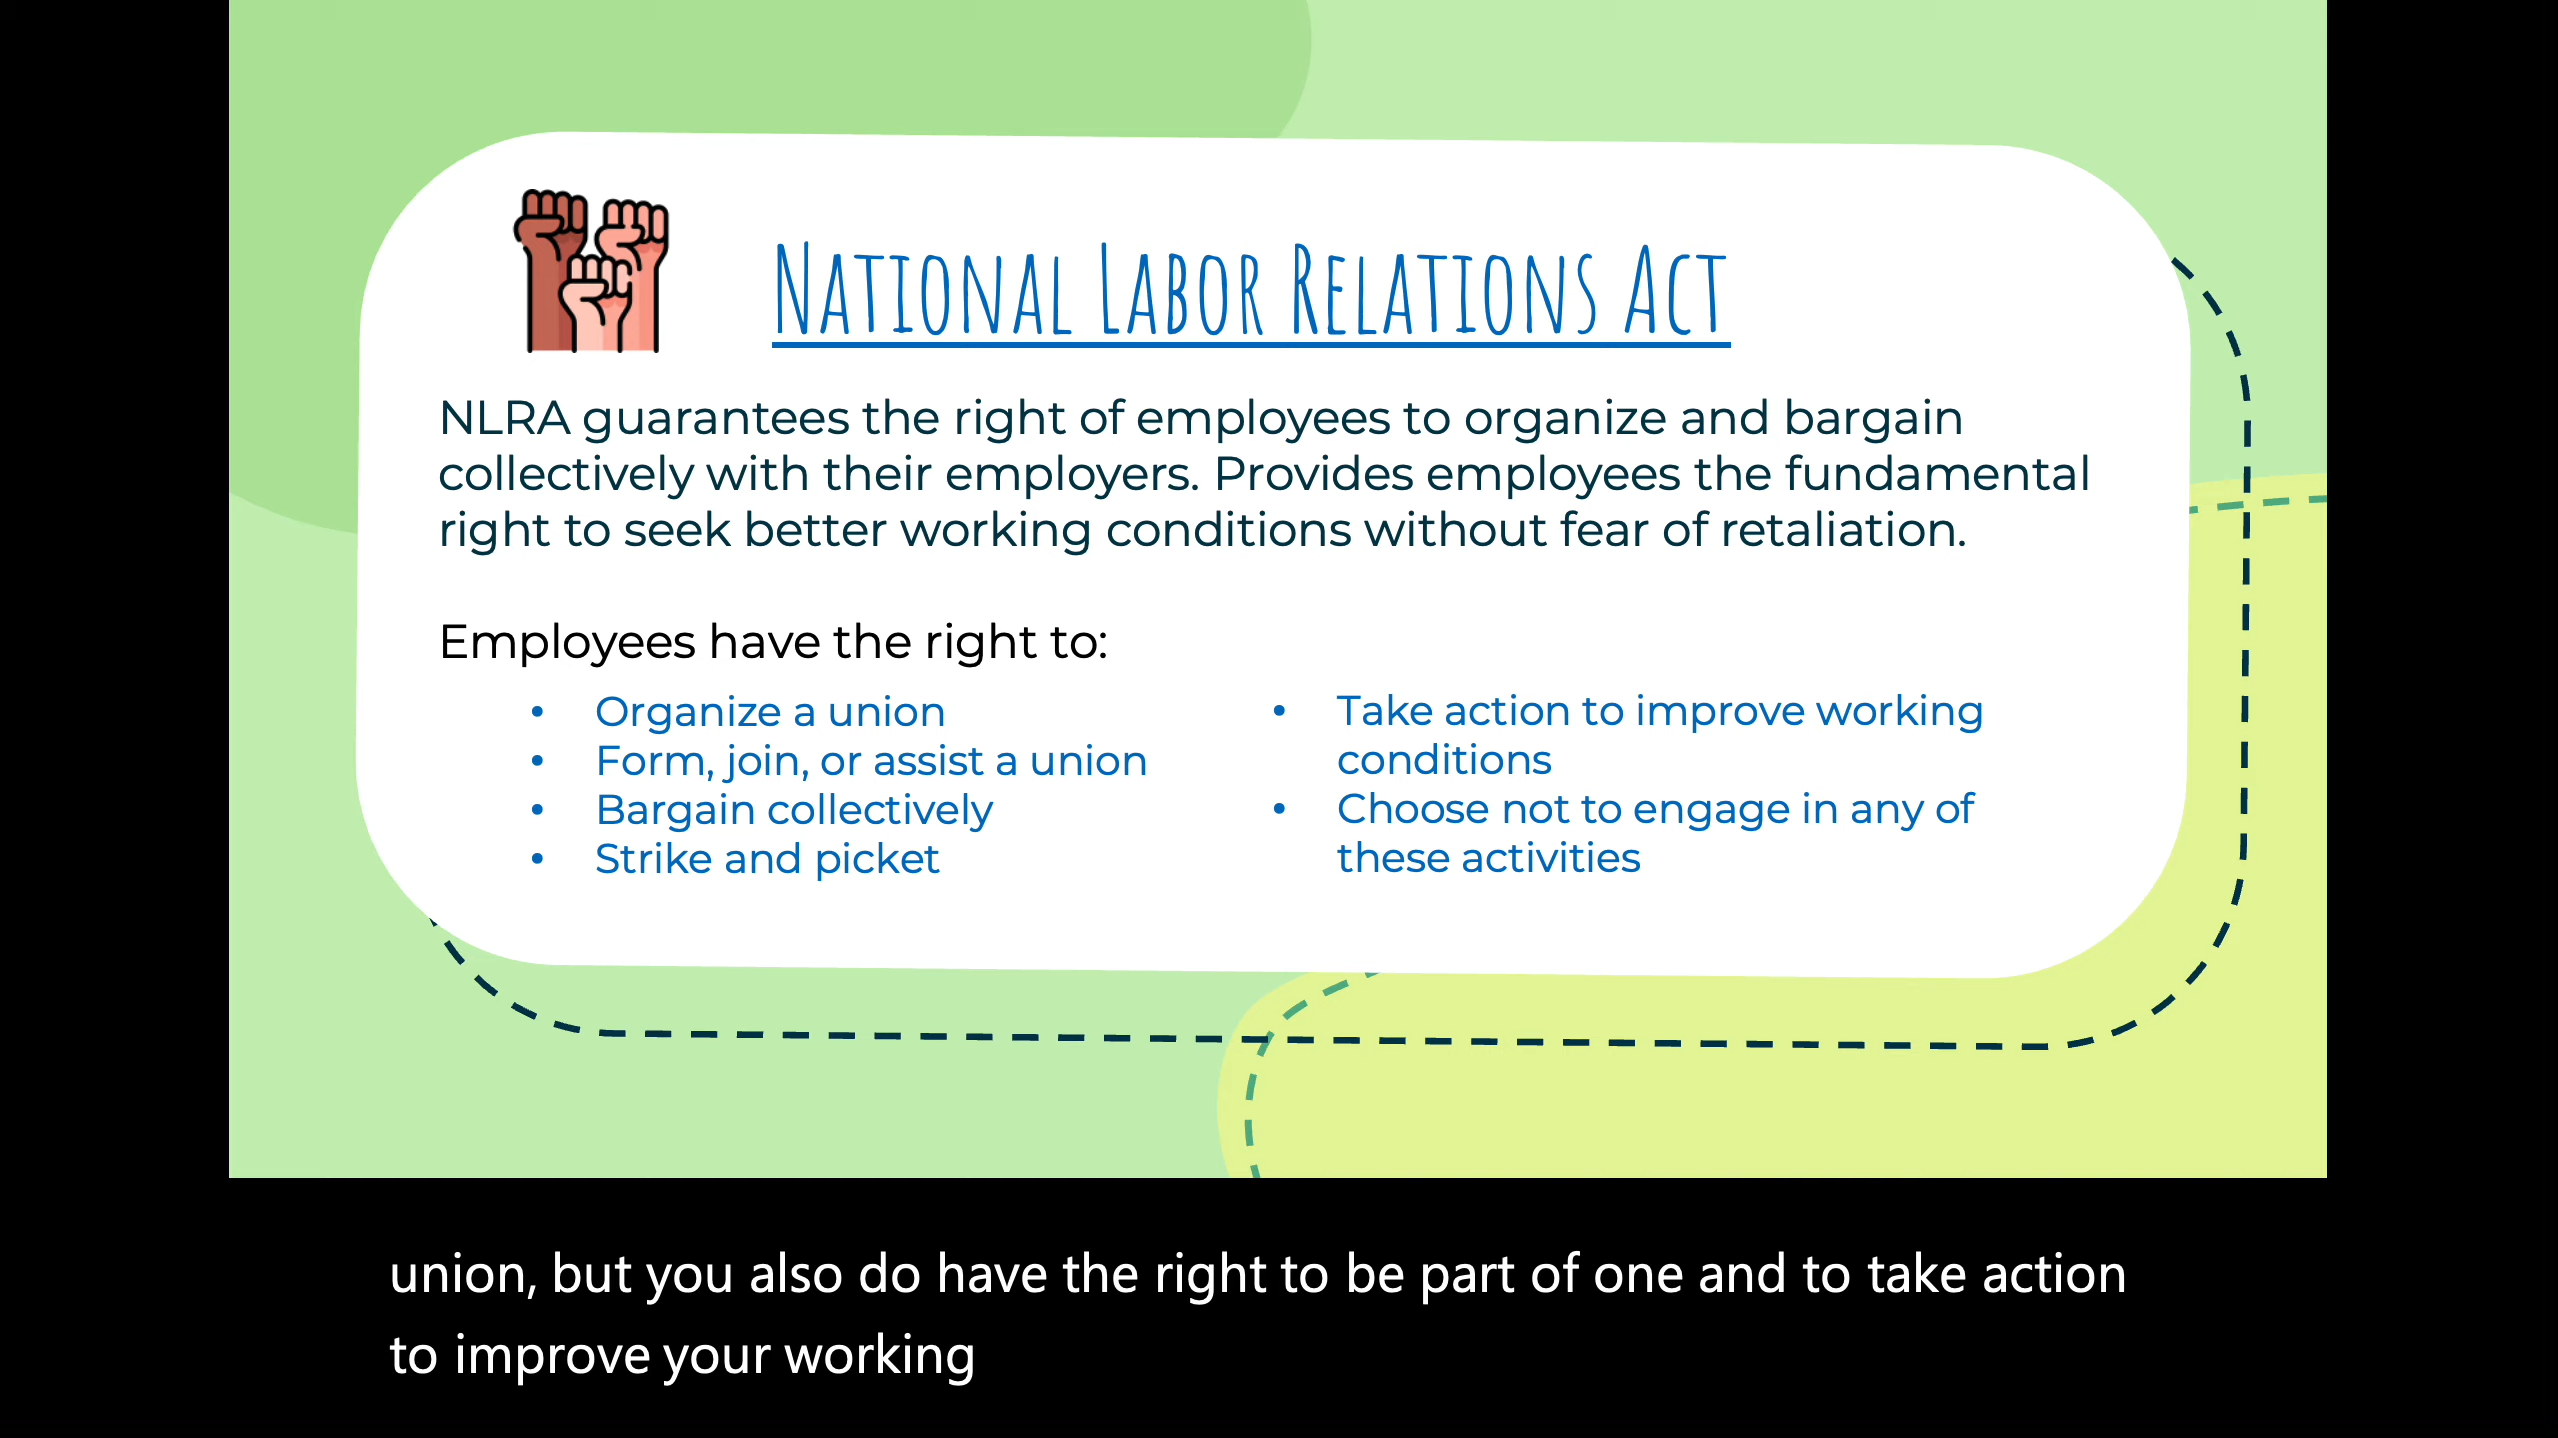 National Labor Relations Act
NLRA guarantees the right of employees to organize and bargain
collectively with their employers. Provides employees the fundamental
right to seek better working conditions without fear of retaliation.
Employees have the right to:
• Organize a union
• Form, join, or assist a union
• Bargain collectively
• Strike and picket
• Take action to improve working
conditions
• Choose not to engage in any of
these activities
union, but you also do have the right to be part of one and to take action
to improve your working